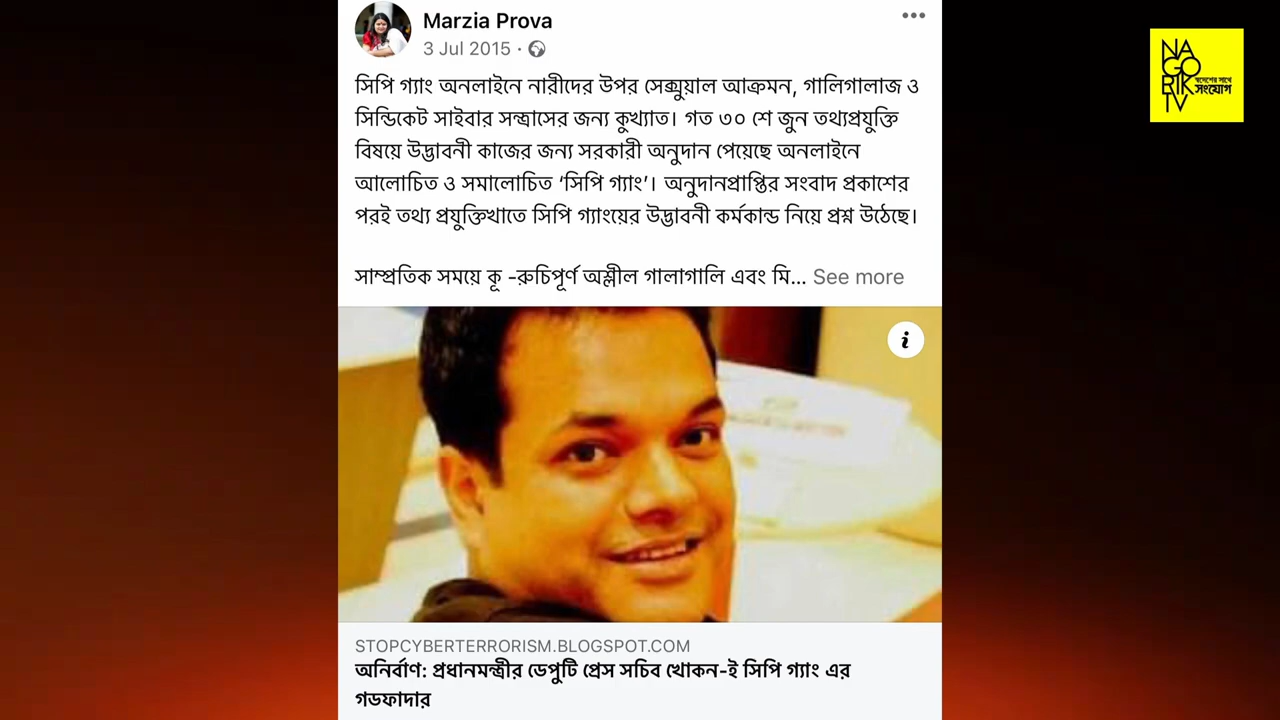 Marzia Prova
3 Jul 2015
সিপি গ্যাং অনলাইনে নারীদের উপর সেক্সুয়াল আক্রমন, গালিগালাজ ও
সিন্ডিকেট সাইবার সন্ত্রাসের জন্য কুখ্যাত। গত ৩০ শে জুন তথ্যপ্রযুক্তি
বিষয়ে উদ্ভাবনী কাজের জন্য সরকারী অনুদান পেয়েছে অনলাইনে
আলোচিত ও সমালোচিত ‘সিপি গ্যাং’। অনুদানপ্রাপ্তির সংবাদ প্রকাশের
পরই তথ্য প্রযুক্তিখাতে সিপি গ্যাংয়ের উদ্ভাবনী কর্মকান্ড নিয়ে প্রশ্ন উঠেছে।
সাম্প্রতিক সময়ে কূ -রুচিপূর্ণ অশ্লীল গালাগালি এবং মি... See more
STOPCYBERTERRORISM.BLOGSPOT.COM
অনির্বাণ: প্রধানমন্ত্রীর ডেপুটি প্রেস সচিব খোকন-ই সিপি গ্যাং এর
গডফাদার
NAGORIK TV
স্বদেশের সাথে
সংযোগ